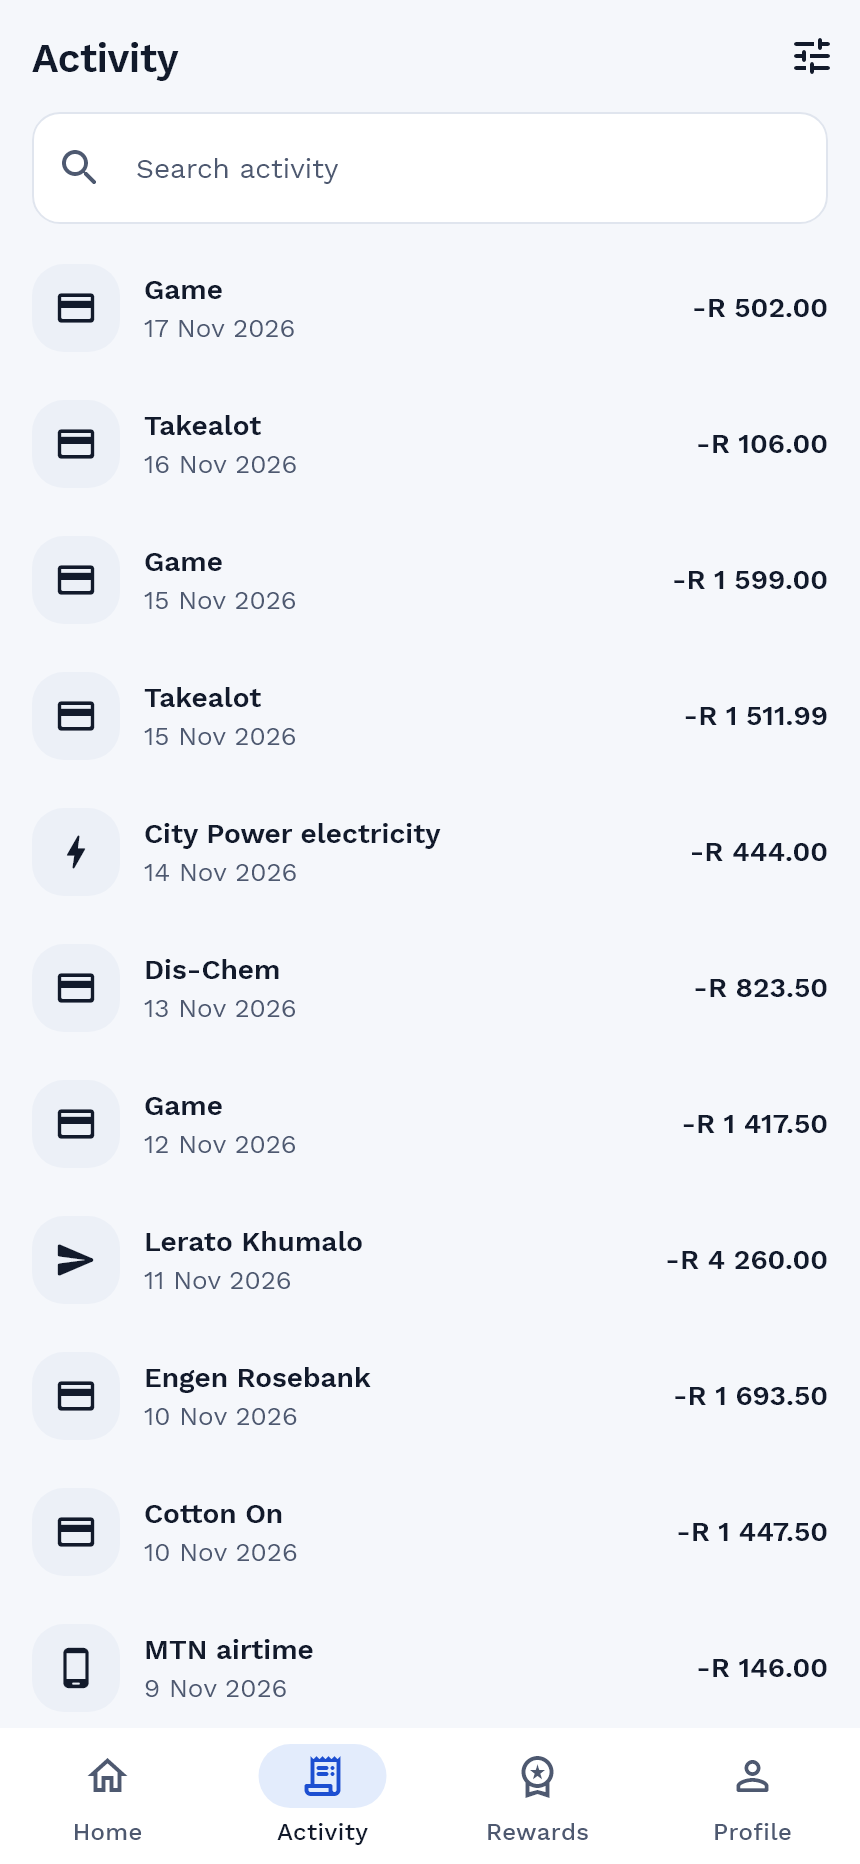 Activity
Search activity
Game
17 Nov 2026
-R 502.00
Takealot
16 Nov 2026
-R 106.00
Game
15 Nov 2026
-R 1 599.00
Takealot
15 Nov 2026
-R 1 511.99
City Power electricity
14 Nov 2026
-R 444.00
Dis-Chem
13 Nov 2026
-R 823.50
Game
12 Nov 2026
-R 1 417.50
Lerato Khumalo
11 Nov 2026
-R 4 260.00
Engen Rosebank
10 Nov 2026
-R 1 693.50
Cotton On
10 Nov 2026
-R 1 447.50
MTN airtime
9 Nov 2026
-R 146.00
Home
Activity
Rewards
Profile